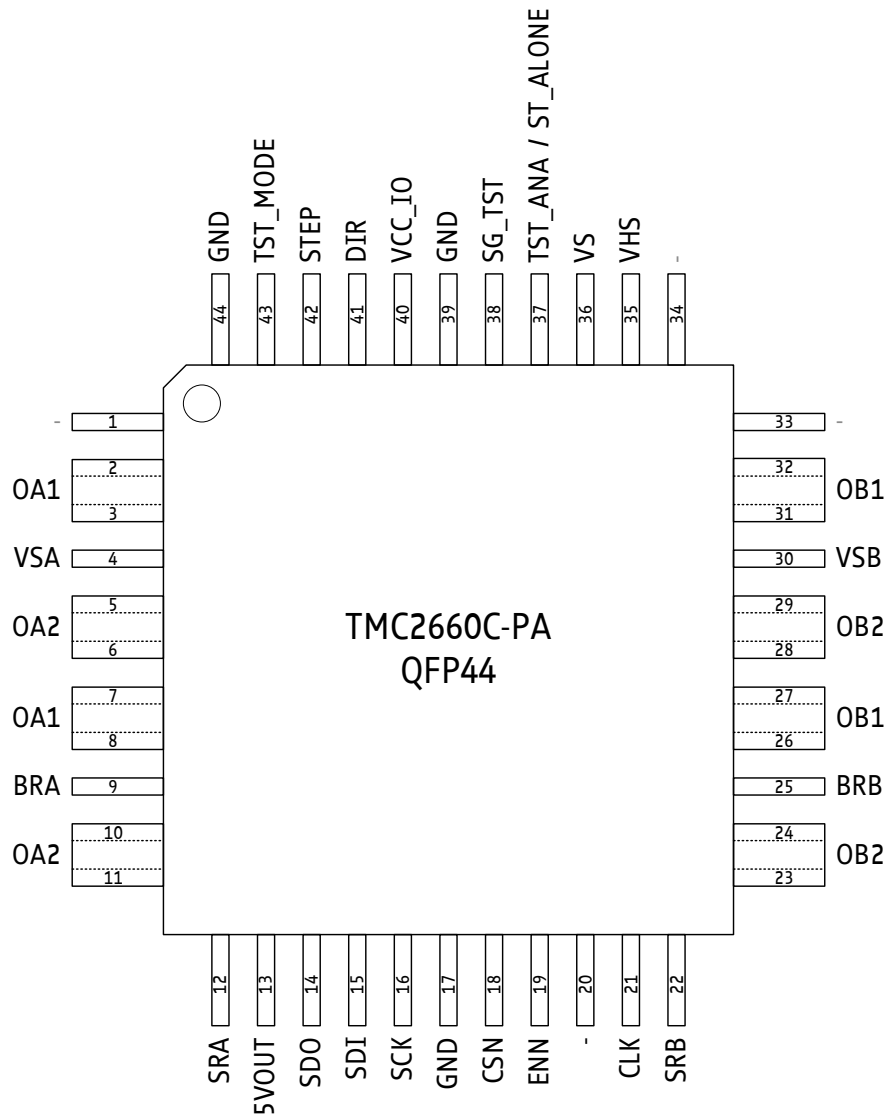 GND
TST_MODE
STEP
DIR
VCC_IO
GND
SG_TST
TST_ANA / ST_ALONE
VS
VHS
-
44
43
42
41
40
39
38
37
36
35
34
- 1
OA1
2
3
VSA 4
OA2
5
6
OA1
7
8
BRA 9
OA2
10
11
TMC2660C-PA
QFP44
33 -
32
31
OB1
30 VSB
29
28
OB2
27
26
OB1
25 BRB
24
23
OB2
12
13
14
15
16
17
18
19
20
21
22
SRA
5VOUT
SDO
SDI
SCK
GND
CSN
ENN
-
CLK
SRB